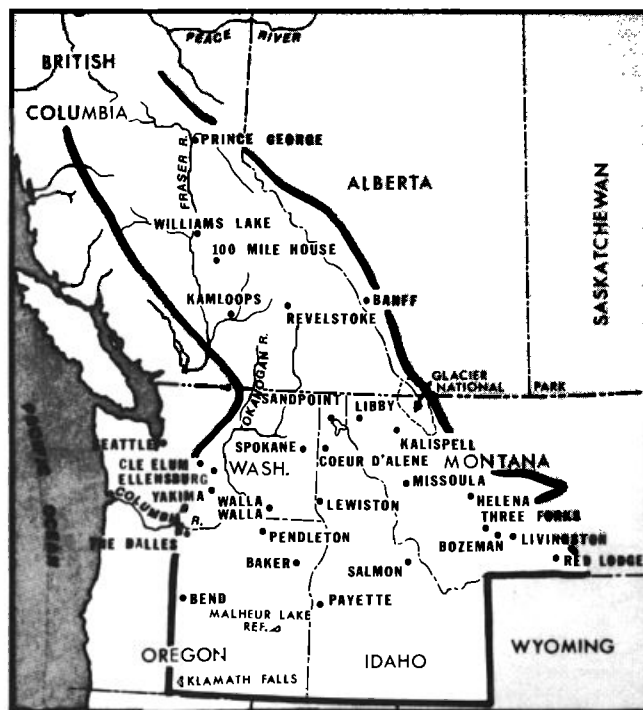 PEACE RIVER
BRITISH
COLUMBIA
PRINCE GEORGE
FRASER R.
ALBERTA
SASKATCHEWAN
WILLIAMS LAKE
100 MILE HOUSE
KAMLOOPS
BANFF
REVELSTOKE
OKANOGAN R.
GLACIER
NATIONAL PARK
SANDPOINT
LIBBY
SEATTLE
SPOKANE
KALISPELL
CLE ELUM
WASH.
COEUR D'ALENE
MONTANA
ELLENSBURG
MISSOULA
YAKIMA
HELENA
PACIFIC OCEAN
COLUMBIA R.
WALLA
WALLA
LEWISTON
THREE FORKS
THE DALLES
PENDLETON
BOZEMAN
LIVINGSTON
BAKER
SALMON
RED LODGE
BEND
MALHEUR LAKE
REF.
PAYETTE
OREGON
IDAHO
WYOMING
KLAMATH FALLS